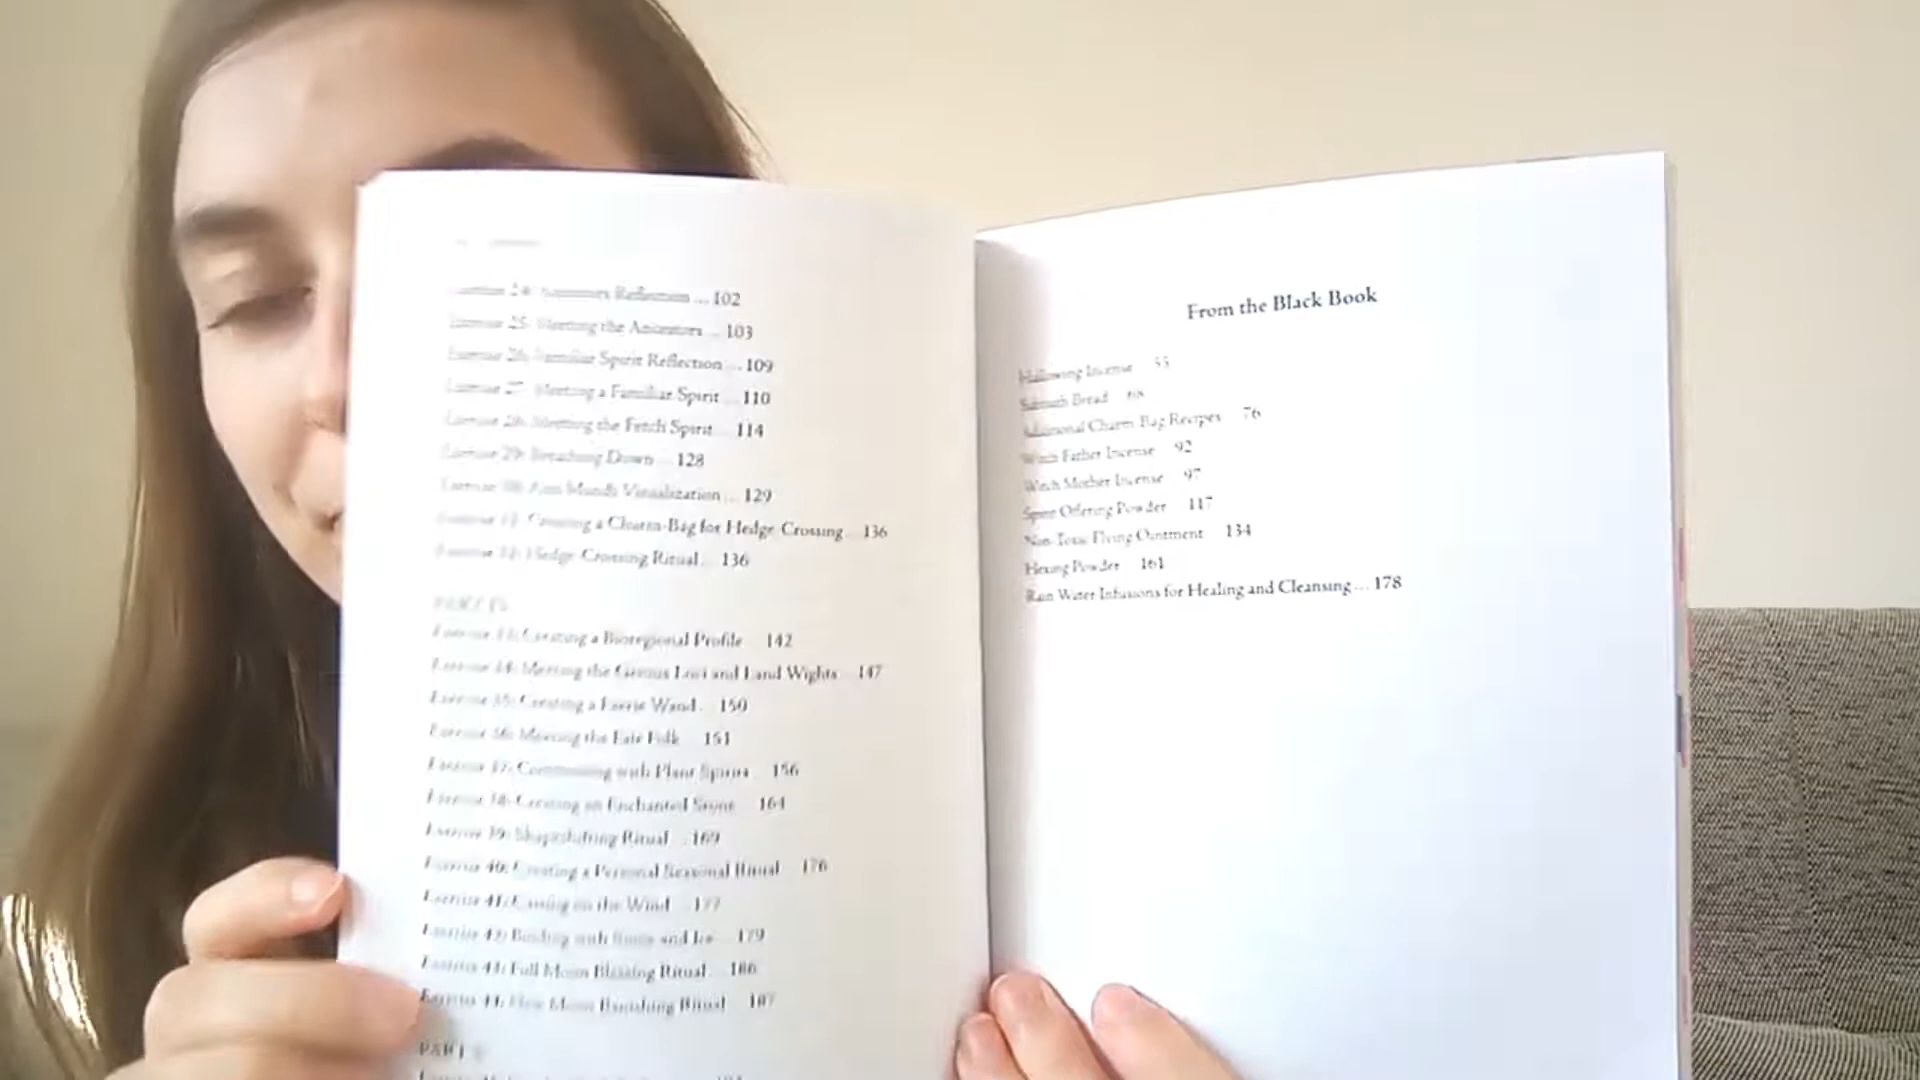 Exercise 24: Ancestors Reflection ... 102
Exercise 25: Meeting the Ancestors ... 103
Exercise 26: Familiar Spirit Reflection ... 109
Exercise 27: Meeting a Familiar Spirit ... 110
Exercise 28: Meeting the Fetch Spirit ... 114
Exercise 29: Breathing Down ... 128
Exercise 30: Axis Mundi Visualization ... 129
Exercise 31: Creating a Charm-Bag for Hedge-Crossing ... 136
Exercise 32: Hedge-Crossing Ritual ... 136
PART IV
Exercise 33: Creating a Bioregional Profile ... 142
Exercise 34: Meeting the Genius Loci and Land Wights ... 147
Exercise 35: Creating a Faerie Wand ... 150
Exercise 36: Meeting the Fair Folk ... 151
Exercise 37: Communing with Plant Spirits ... 156
Exercise 38: Creating an Enchanted Stone ... 164
Exercise 39: Shapeshifting Ritual ... 169
Exercise 40: Creating a Personal Seasonal Ritual ... 176
Exercise 41: on the Wind ... 177
Exercise 42: Binding with and Ice ... 179
Exercise 43: Full Moon Blessing Ritual ... 186
Exercise 44: Moon Banishing Ritual ... 187
PART
From the Black Book
Hallowing Incense ... 55
Sabbath Bread ... 68
Additional Charm Bag Recipes ... 76
Witch Father Incense ... 92
Witch Mother Incense ... 97
Spirit Offering Powder ... 117
Non-Toxic Flying Ointment ... 134
Hexing Powder ... 161
Rain Water Infusions for Healing and Cleansing ... 178